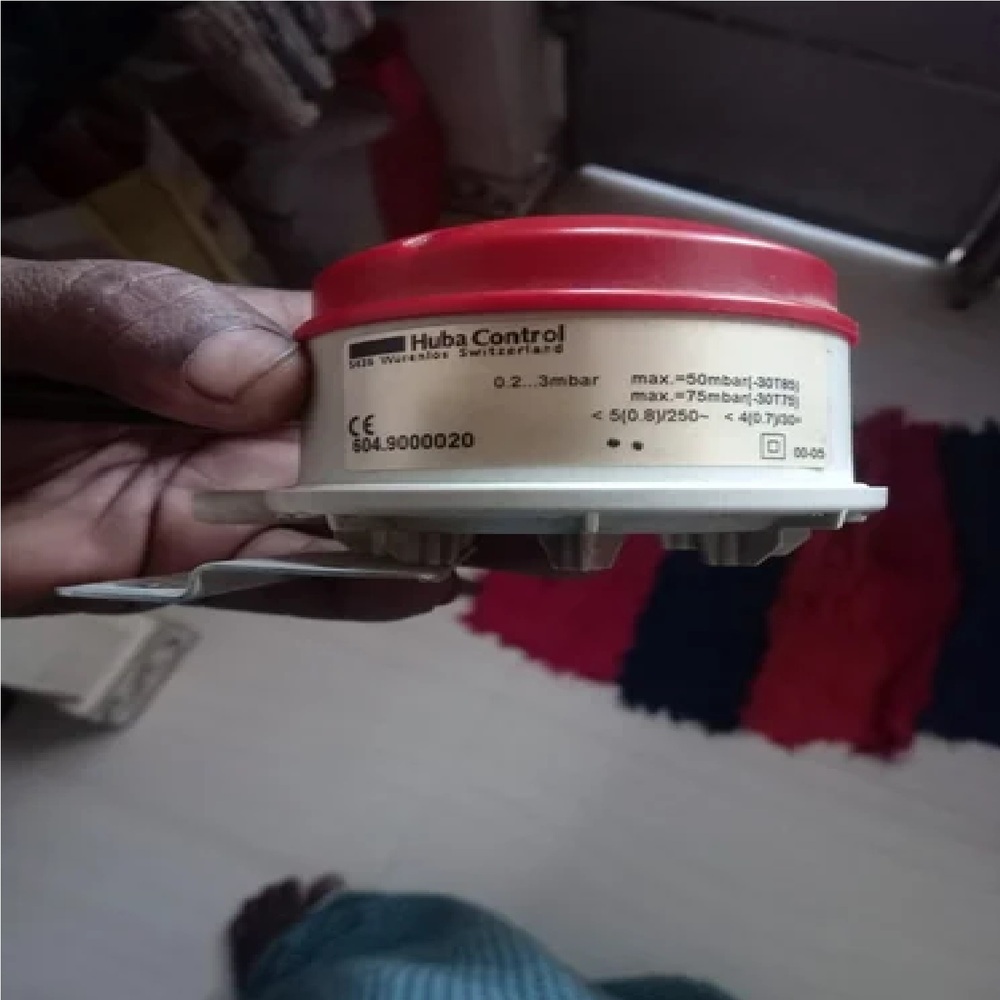 Huba Control
5436 Würenlos Switzerland
0.2...3mbar max.=50mbar(-30T85)
max.=75mbar(-30T75)
< 5(0.8)/250~ < 4(0.7)/30=
CE
604.9000020
00-05